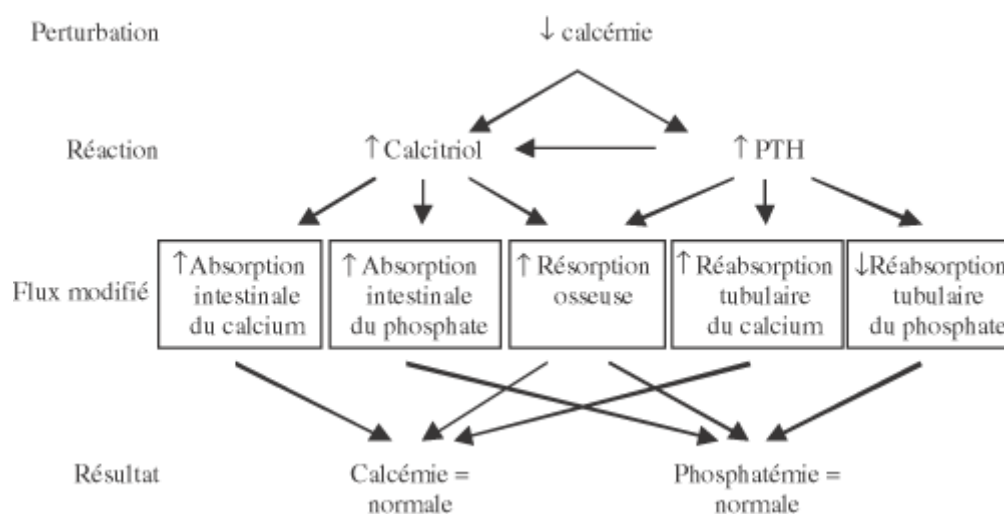 Perturbation
↓ calcémie
Réaction
↑ Calcitriol
↑ PTH
Flux modifié
↑ Absorption
intestinale
du calcium
↑ Absorption
intestinale
du phosphate
↑ Résorption
osseuse
↑ Réabsorption
tubulaire
du calcium
↓ Réabsorption
tubulaire
du phosphate
Résultat
Calcémie =
normale
Phosphatémie =
normale